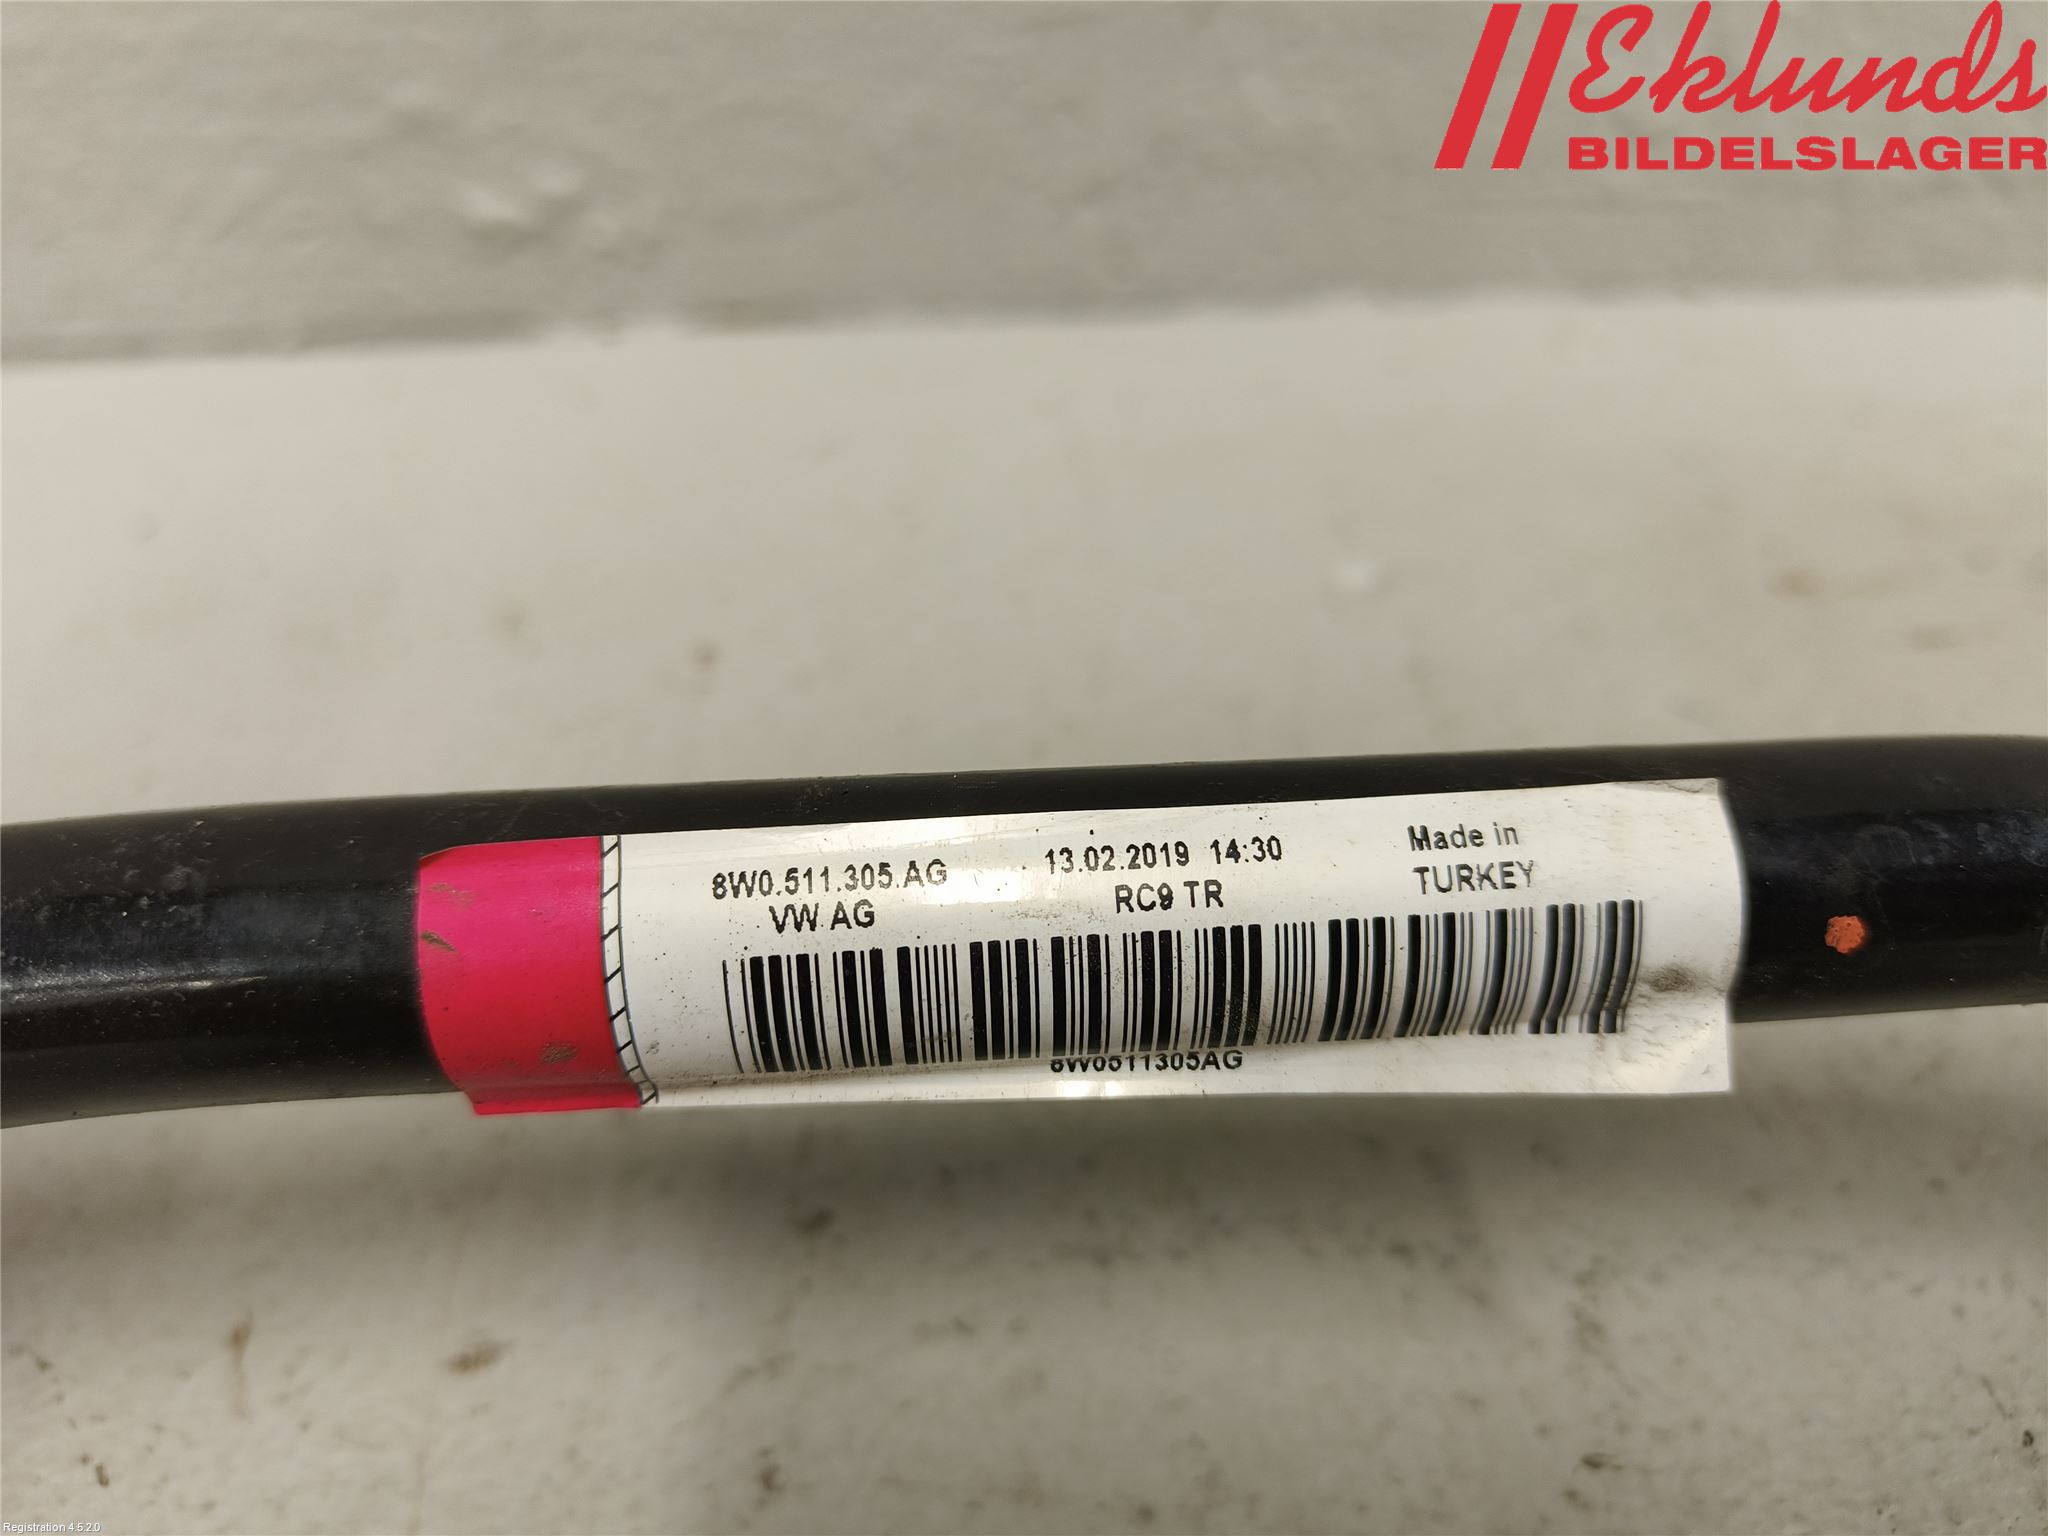 Eklunds
BILDELSLAGER
8W0.511.305.AG
VW AG
13.02.2019 14:30
RC9 TR
Made in
TURKEY
8W0511305AG
Registration 4.5.2.0